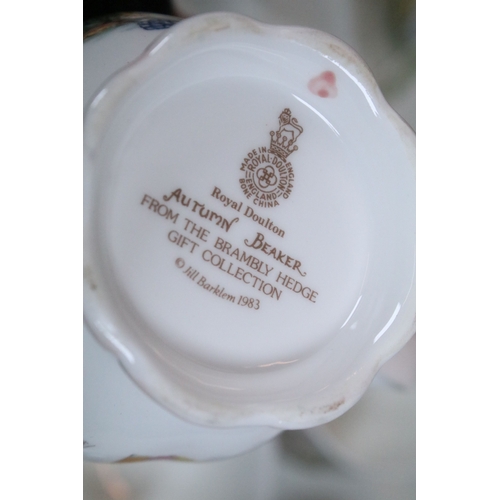 MADE IN ENGLAND
ROYAL·DOULTON
ENGLAND
BONE CHINA
Royal Doulton
AUTUMN BEAKER
FROM THE BRAMBLY HEDGE
GIFT COLLECTION
© Jill Barklem 1983